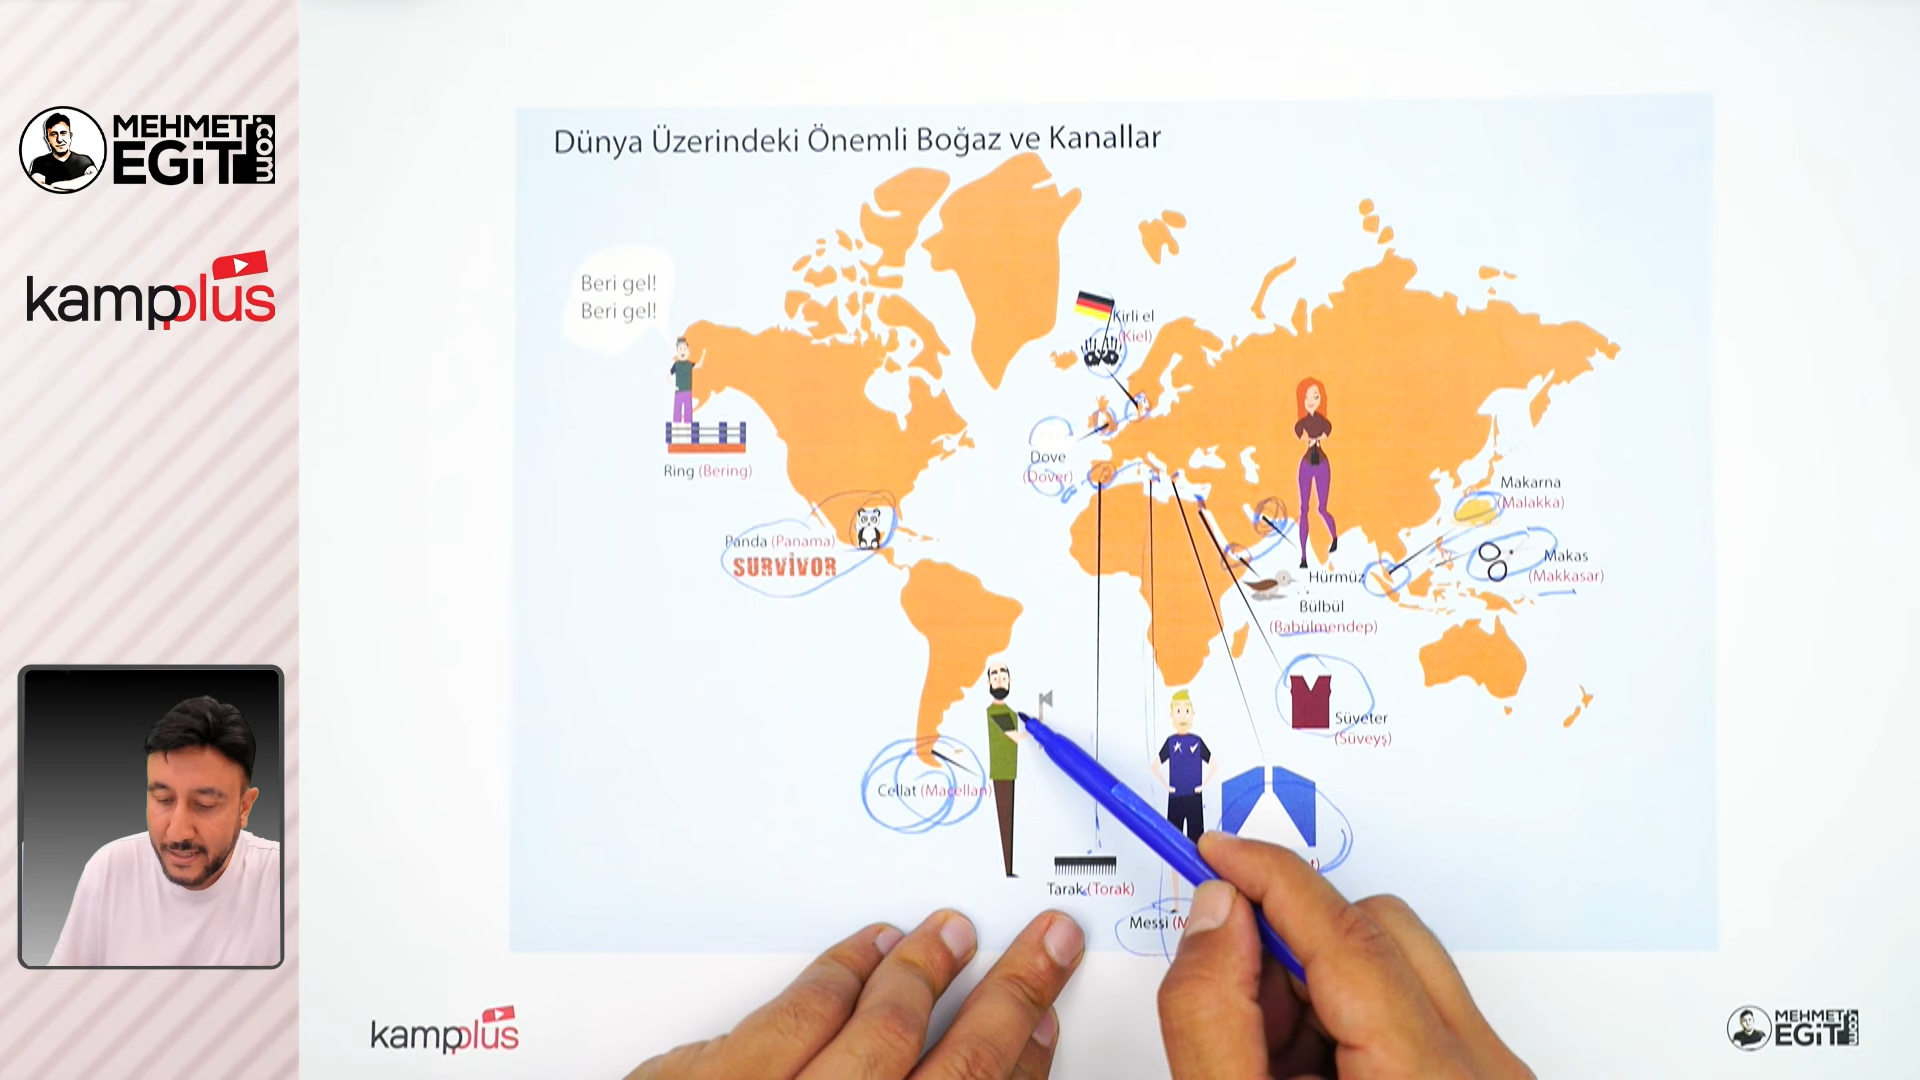 MEHMET
EGiT
.com
kampplus
Dünya Üzerindeki Önemli Boğaz ve Kanallar
Beri gel!
Beri gel!
Kirli el
(Kiel)
Ring (Bering)
Dove
(Dover)
Makarna
(Malakka)
Panda (Panama)
SURViVOR
Makas
(Makkasar)
Hürmüz
Bülbül
(Babülmendep)
Süveter
(Süveyş)
Cellat (Macellan)
Tarak (Torak)
Messi (M
kampplus
MEHMET
EGiT
.com